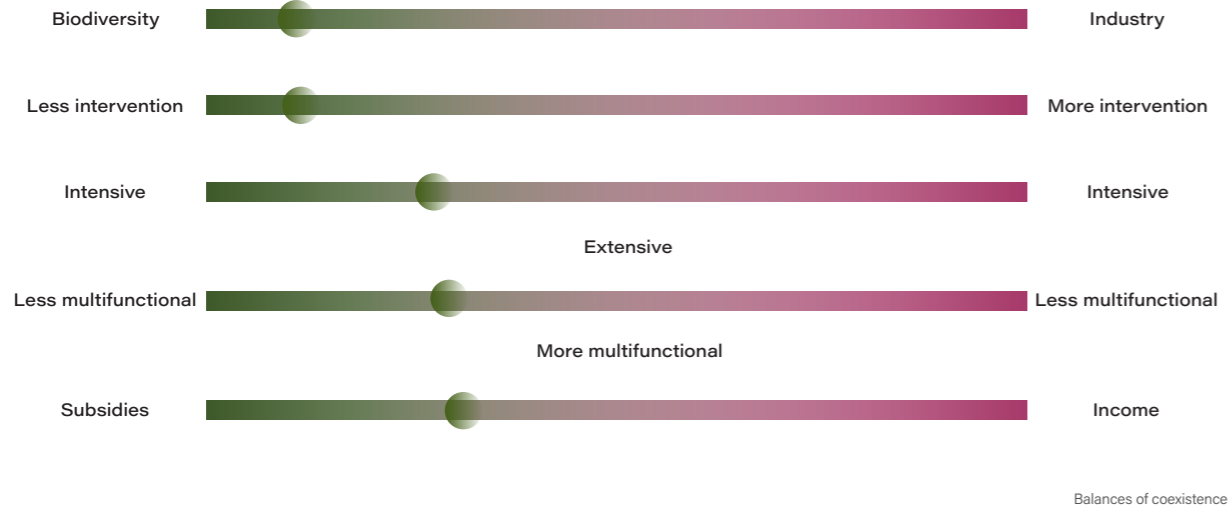 Biodiversity
Industry
Less intervention
More intervention
Intensive
Intensive
Extensive
Less multifunctional
Less multifunctional
More multifunctional
Subsidies
Income
Balances of coexistence